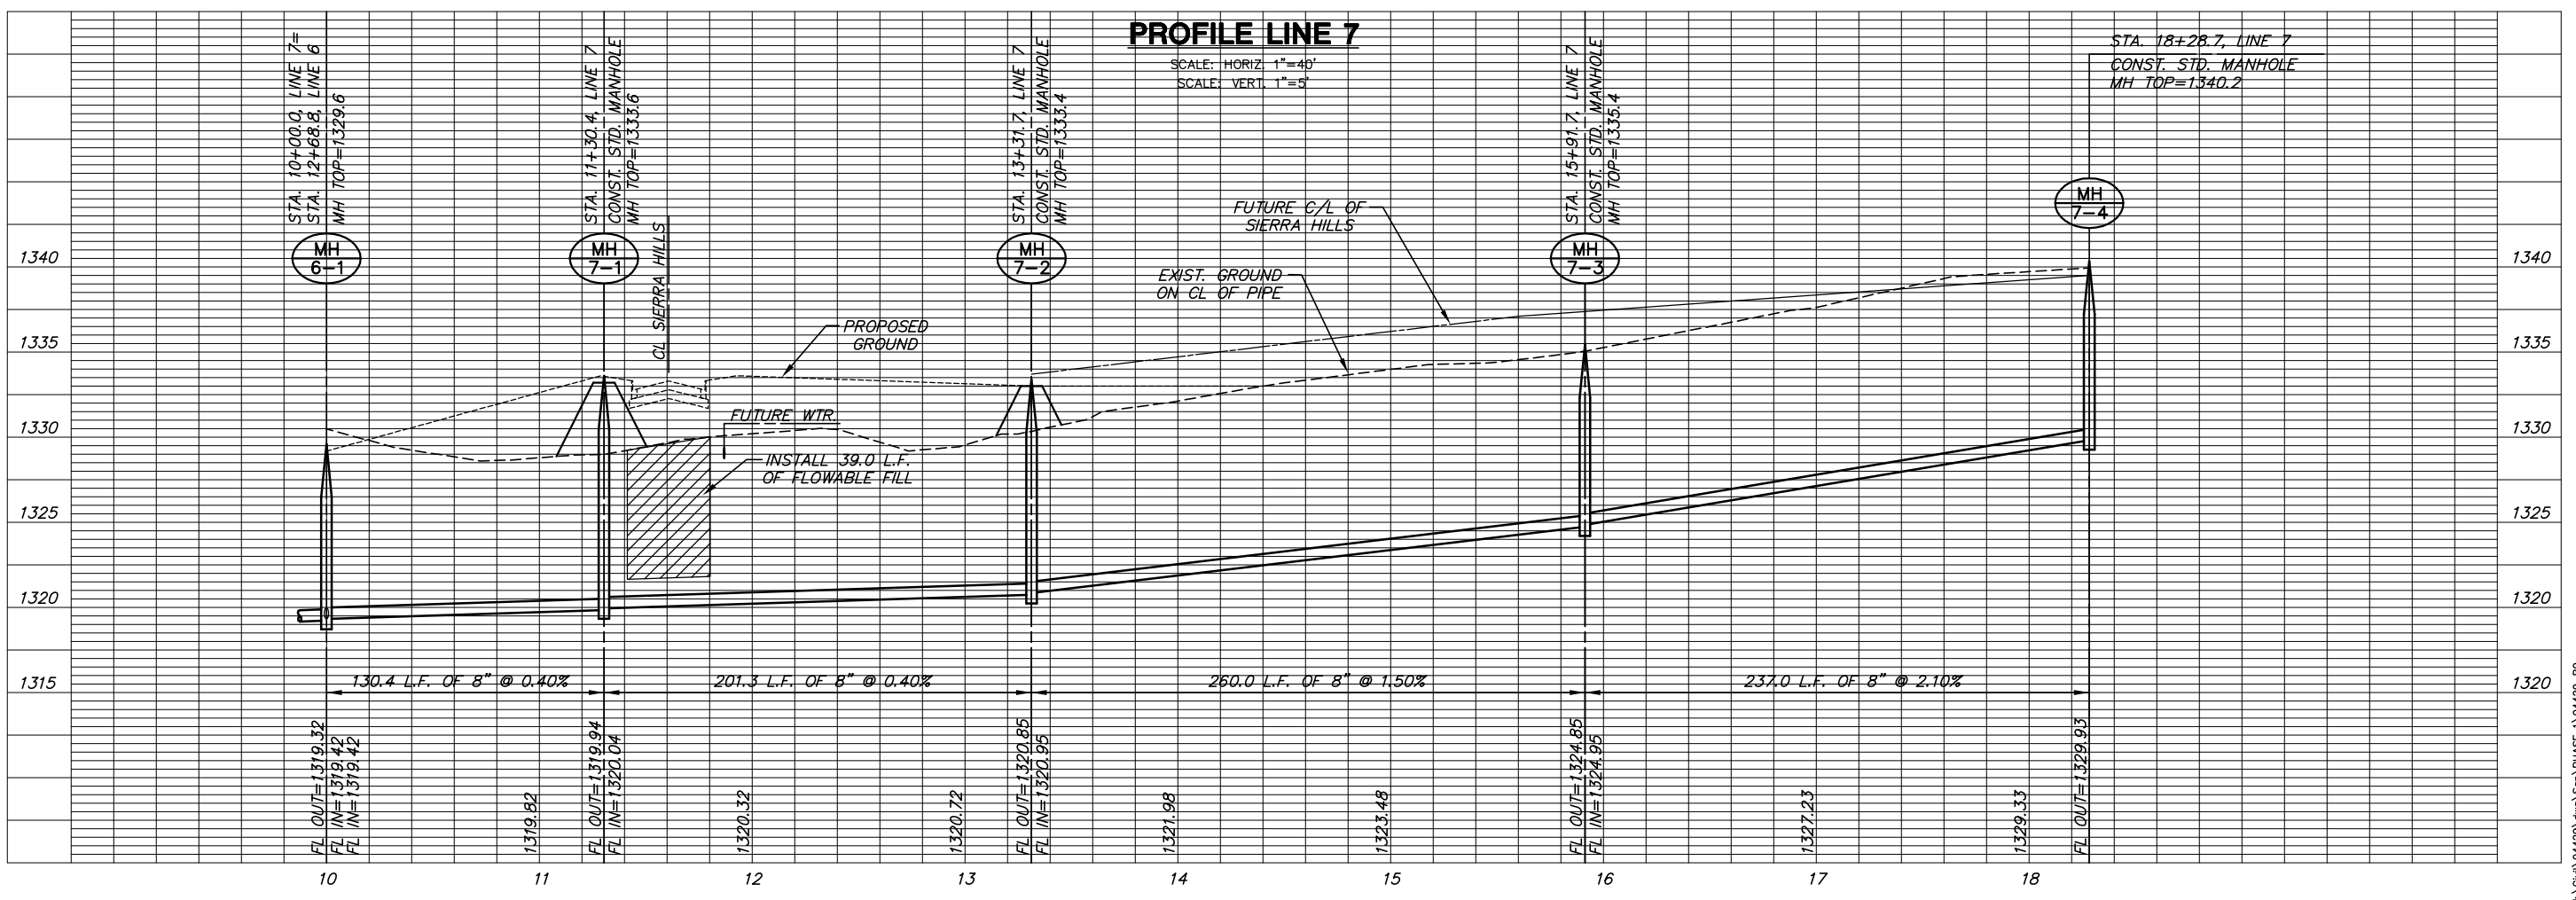 PROFILE LINE 7
SCALE: HORIZ. 1"=40'
SCALE: VERT. 1"=5'
STA. 10+00.0, LINE 7=
STA. 12+68.8, LINE 6
MH TOP=1329.6
STA. 11+30.4, LINE 7
CONST. STD. MANHOLE
MH TOP=1333.6
STA. 13+31.7, LINE 7
CONST. STD. MANHOLE
MH TOP=1333.4
STA. 15+91.7, LINE 7
CONST. STD. MANHOLE
MH TOP=1335.4
STA. 18+28.7, LINE 7
CONST. STD. MANHOLE
MH TOP=1340.2
MH
6-1
MH
7-1
MH
7-2
MH
7-3
MH
7-4
CL SIERRA HILLS
FUTURE C/L OF
SIERRA HILLS
EXIST. GROUND
ON CL OF PIPE
PROPOSED
GROUND
FUTURE WTR.
INSTALL 39.0 L.F.
OF FLOWABLE FILL
1340
1335
1330
1325
1320
1315
1340
1335
1330
1325
1320
1320
130.4 L.F. OF 8" @ 0.40%
201.3 L.F. OF 8" @ 0.40%
260.0 L.F. OF 8" @ 1.50%
237.0 L.F. OF 8" @ 2.10%
FL OUT=1319.32
FL IN=1319.42
FL IN=1319.42
1319.82
FL OUT=1319.94
FL IN=1320.04
1320.32
1320.72
FL OUT=1320.85
FL IN=1320.95
1321.98
1323.48
FL OUT=1324.85
FL IN=1324.95
1327.23
1329.33
FL OUT=1329.93
10
11
12
13
14
15
16
17
18